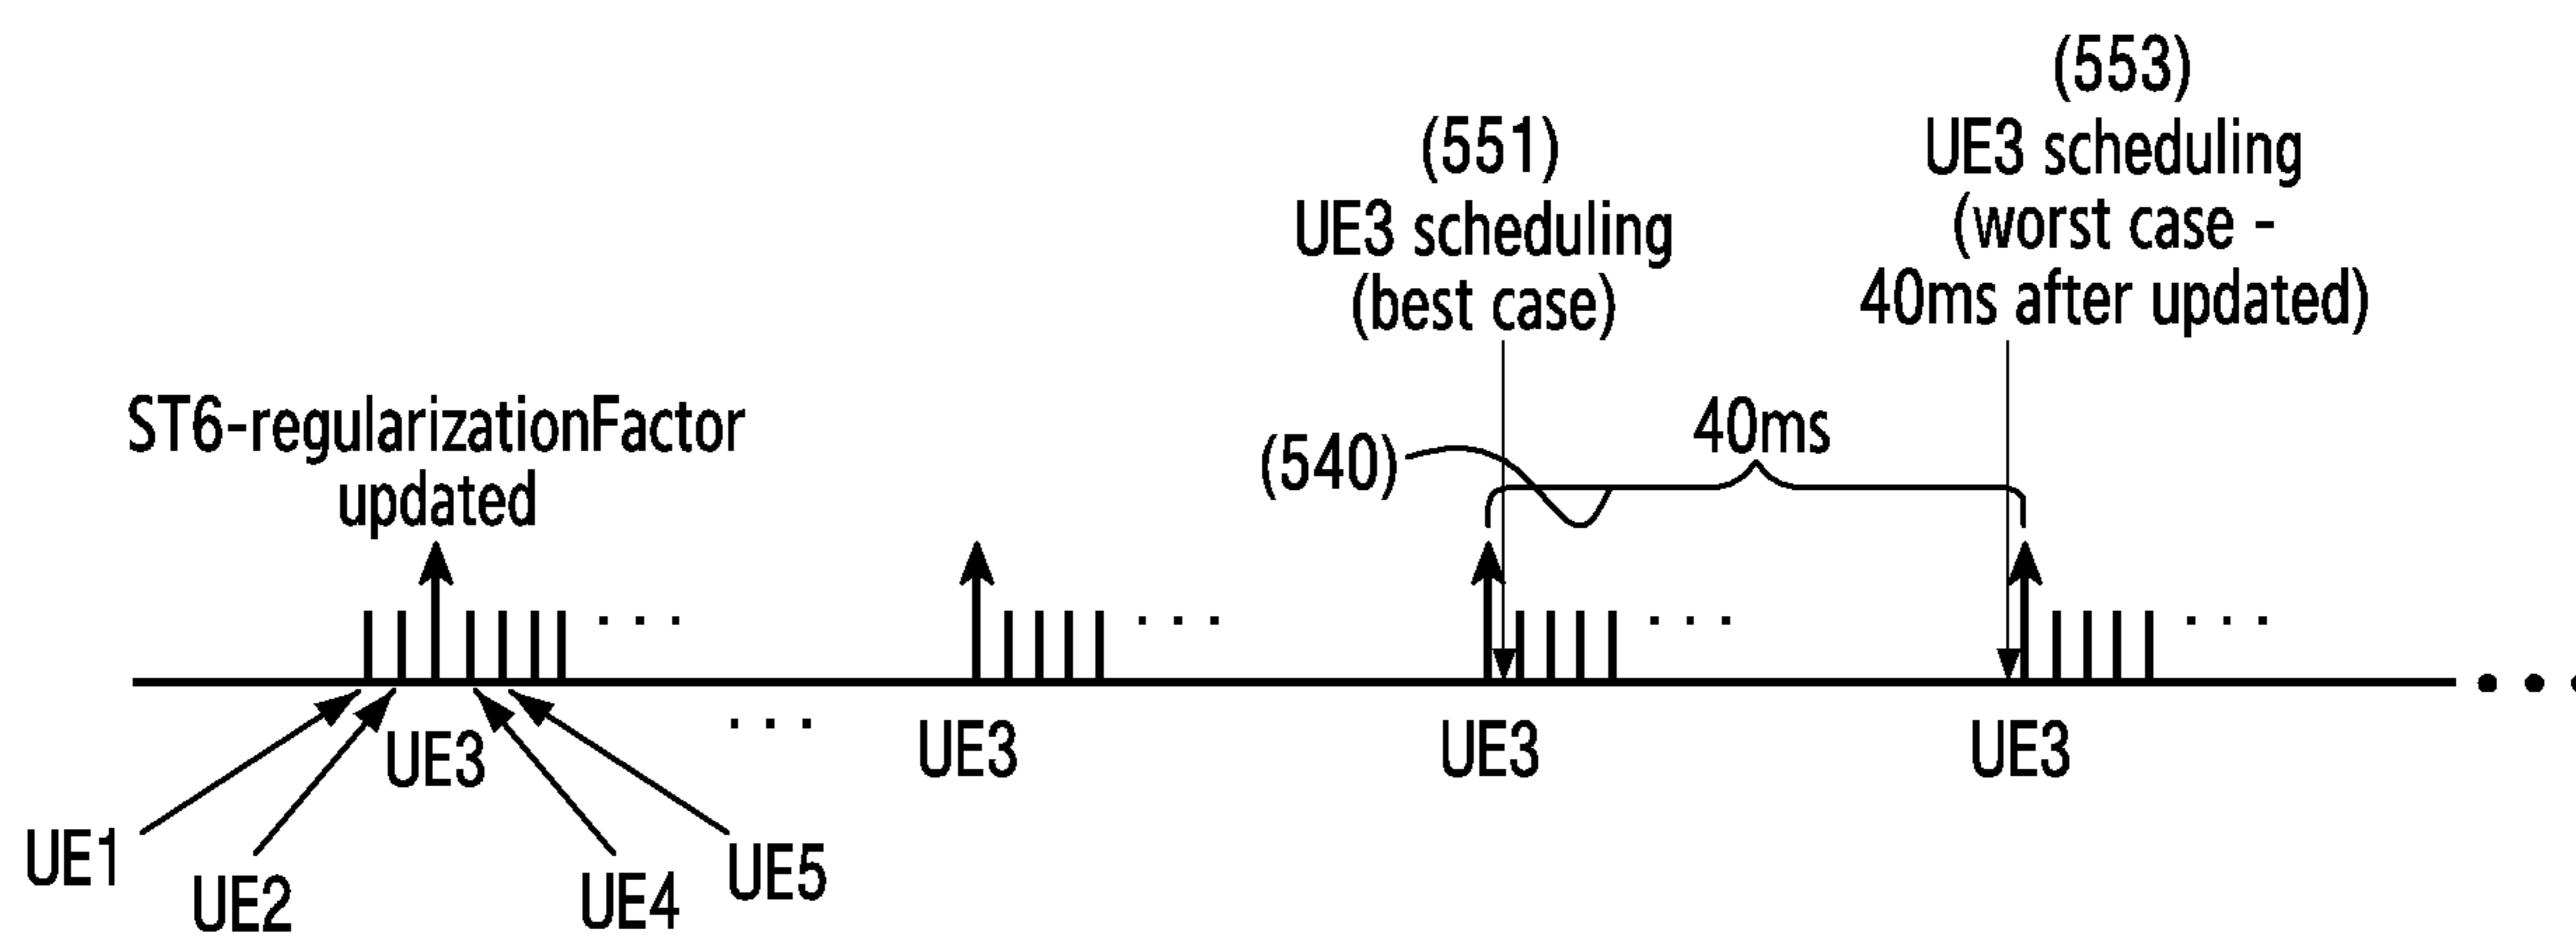 (553)
UE3 scheduling
(worst case -
40ms after updated)
(551)
UE3 scheduling
(best case)
ST6-regularizationFactor
updated
(540)
40ms
. . .
. . .
. . .
. . .
UE3
. . .
UE3
UE3
UE3
UE1
UE2
UE4
UE5